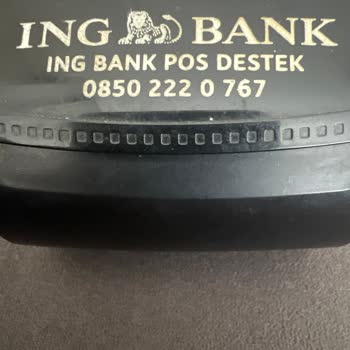 ING BANK
ING BANK POS DESTEK
0850 222 0 767